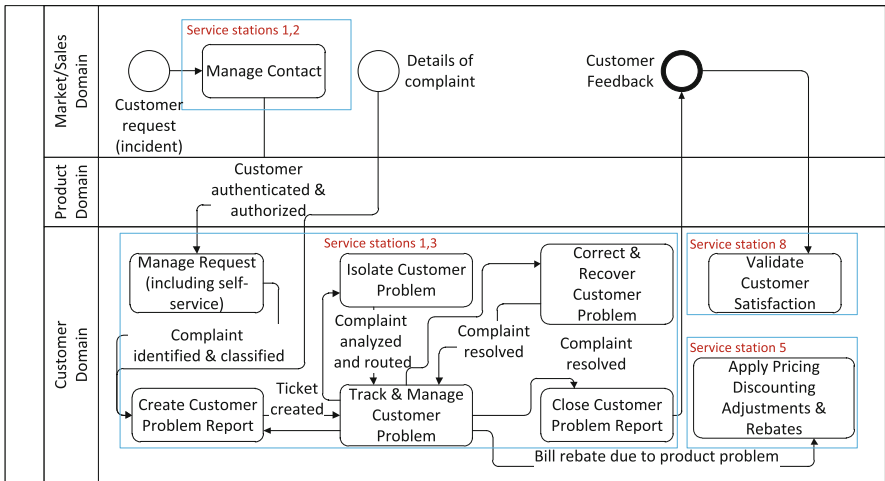 Market/Sales
Domain
Service stations 1,2
Manage Contact
Customer
request
(incident)
Details of
complaint
Customer
Feedback
Product
Domain
Customer
authenticated &
authorized
Customer
Domain
Service stations 1,3
Manage Request
(including self-
service)
Isolate Customer
Problem
Correct &
Recover
Customer
Problem
Service station 8
Validate
Customer
Satisfaction
Complaint
identified & classified
Complaint
analyzed
and routed
Complaint
resolved
Complaint
resolved
Service station 5
Apply Pricing
Discounting
Adjustments &
Rebates
Create Customer
Problem Report
Ticket
created
Track & Manage
Customer
Problem
Close Customer
Problem Report
Bill rebate due to product problem